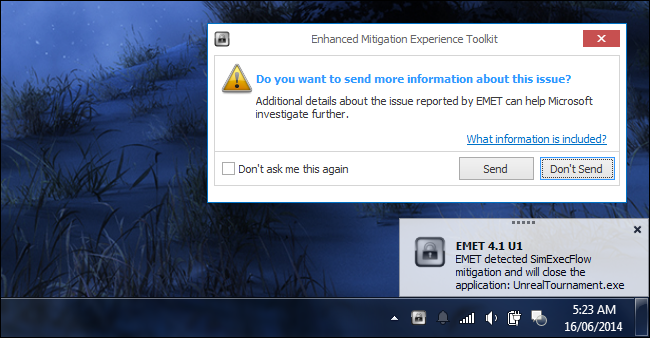 Enhanced Mitigation Experience Toolkit
Do you want to send more information about this issue?
Additional details about the issue reported by EMET can help Microsoft
investigate further.
What information is included?
Don't ask me this again
Send
Don't Send
EMET 4.1 U1
EMET detected SimExecFlow
mitigation and will close the
application: UnrealTournament.exe
5:23 AM
16/06/2014